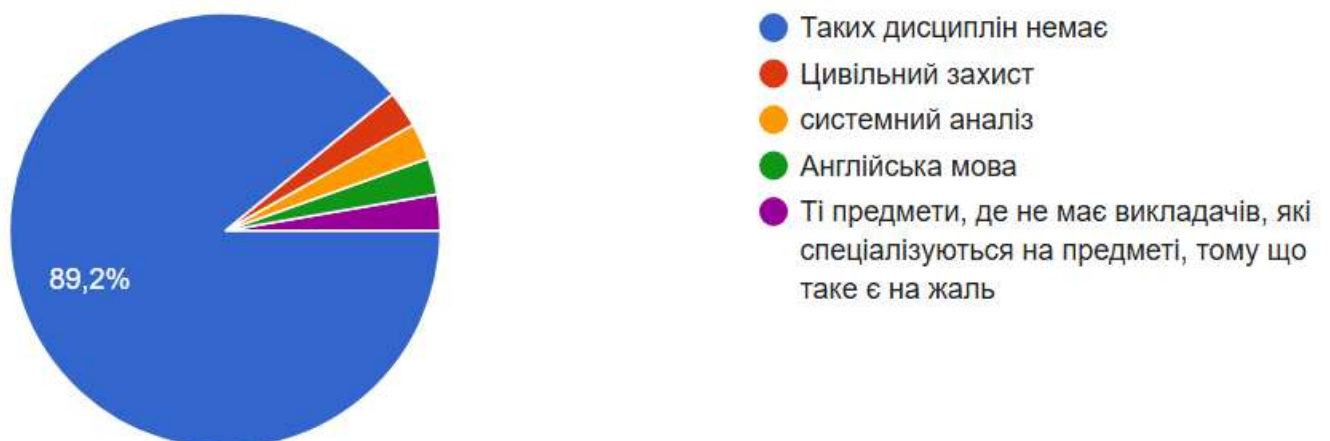 Таких дисциплін немає
Цивільний захист
системний аналіз
Англійська мова
Ті предмети, де не має викладачів, які
спеціалізуються на предметі, тому що
таке є на жаль
89,2%